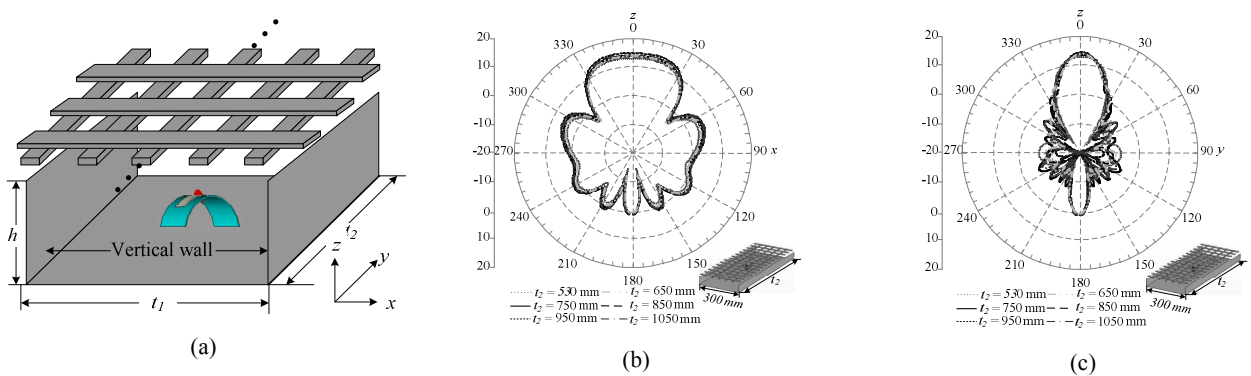 h
Vertical wall
t1
t2
z
y
x
(a)
z
0
330
30
300
60
270
90 x
240
120
210
150
180
20
10
0
-10
-20
-10
0
10
20
300 mm
t2
t2 = 530 mm
t2 = 650 mm
t2 = 750 mm
t2 = 850 mm
t2 = 950 mm
t2 = 1050 mm
(b)
z
0
330
30
300
60
270
90 y
240
120
210
150
180
20
10
0
-10
-20
-10
0
10
20
300 mm
t2
t2 = 530 mm
t2 = 650 mm
t2 = 750 mm
t2 = 850 mm
t2 = 950 mm
t2 = 1050 mm
(c)